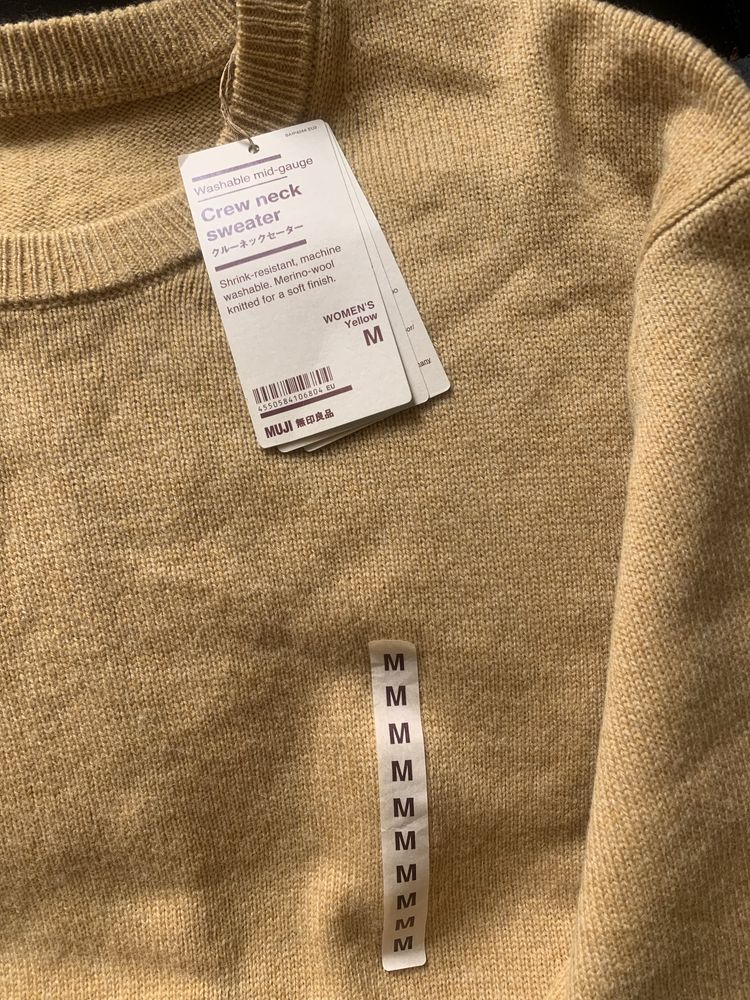 Washable mid-gauge
Crew neck
sweater
クルーネックセーター
Shrink-resistant, machine
washable. Merino-wool
knitted for a soft finish.
WOMEN'S
Yellow
M
4550584106804 EU
MUJI 無印良品
M
M
M
M
M
M
M
M
M
M